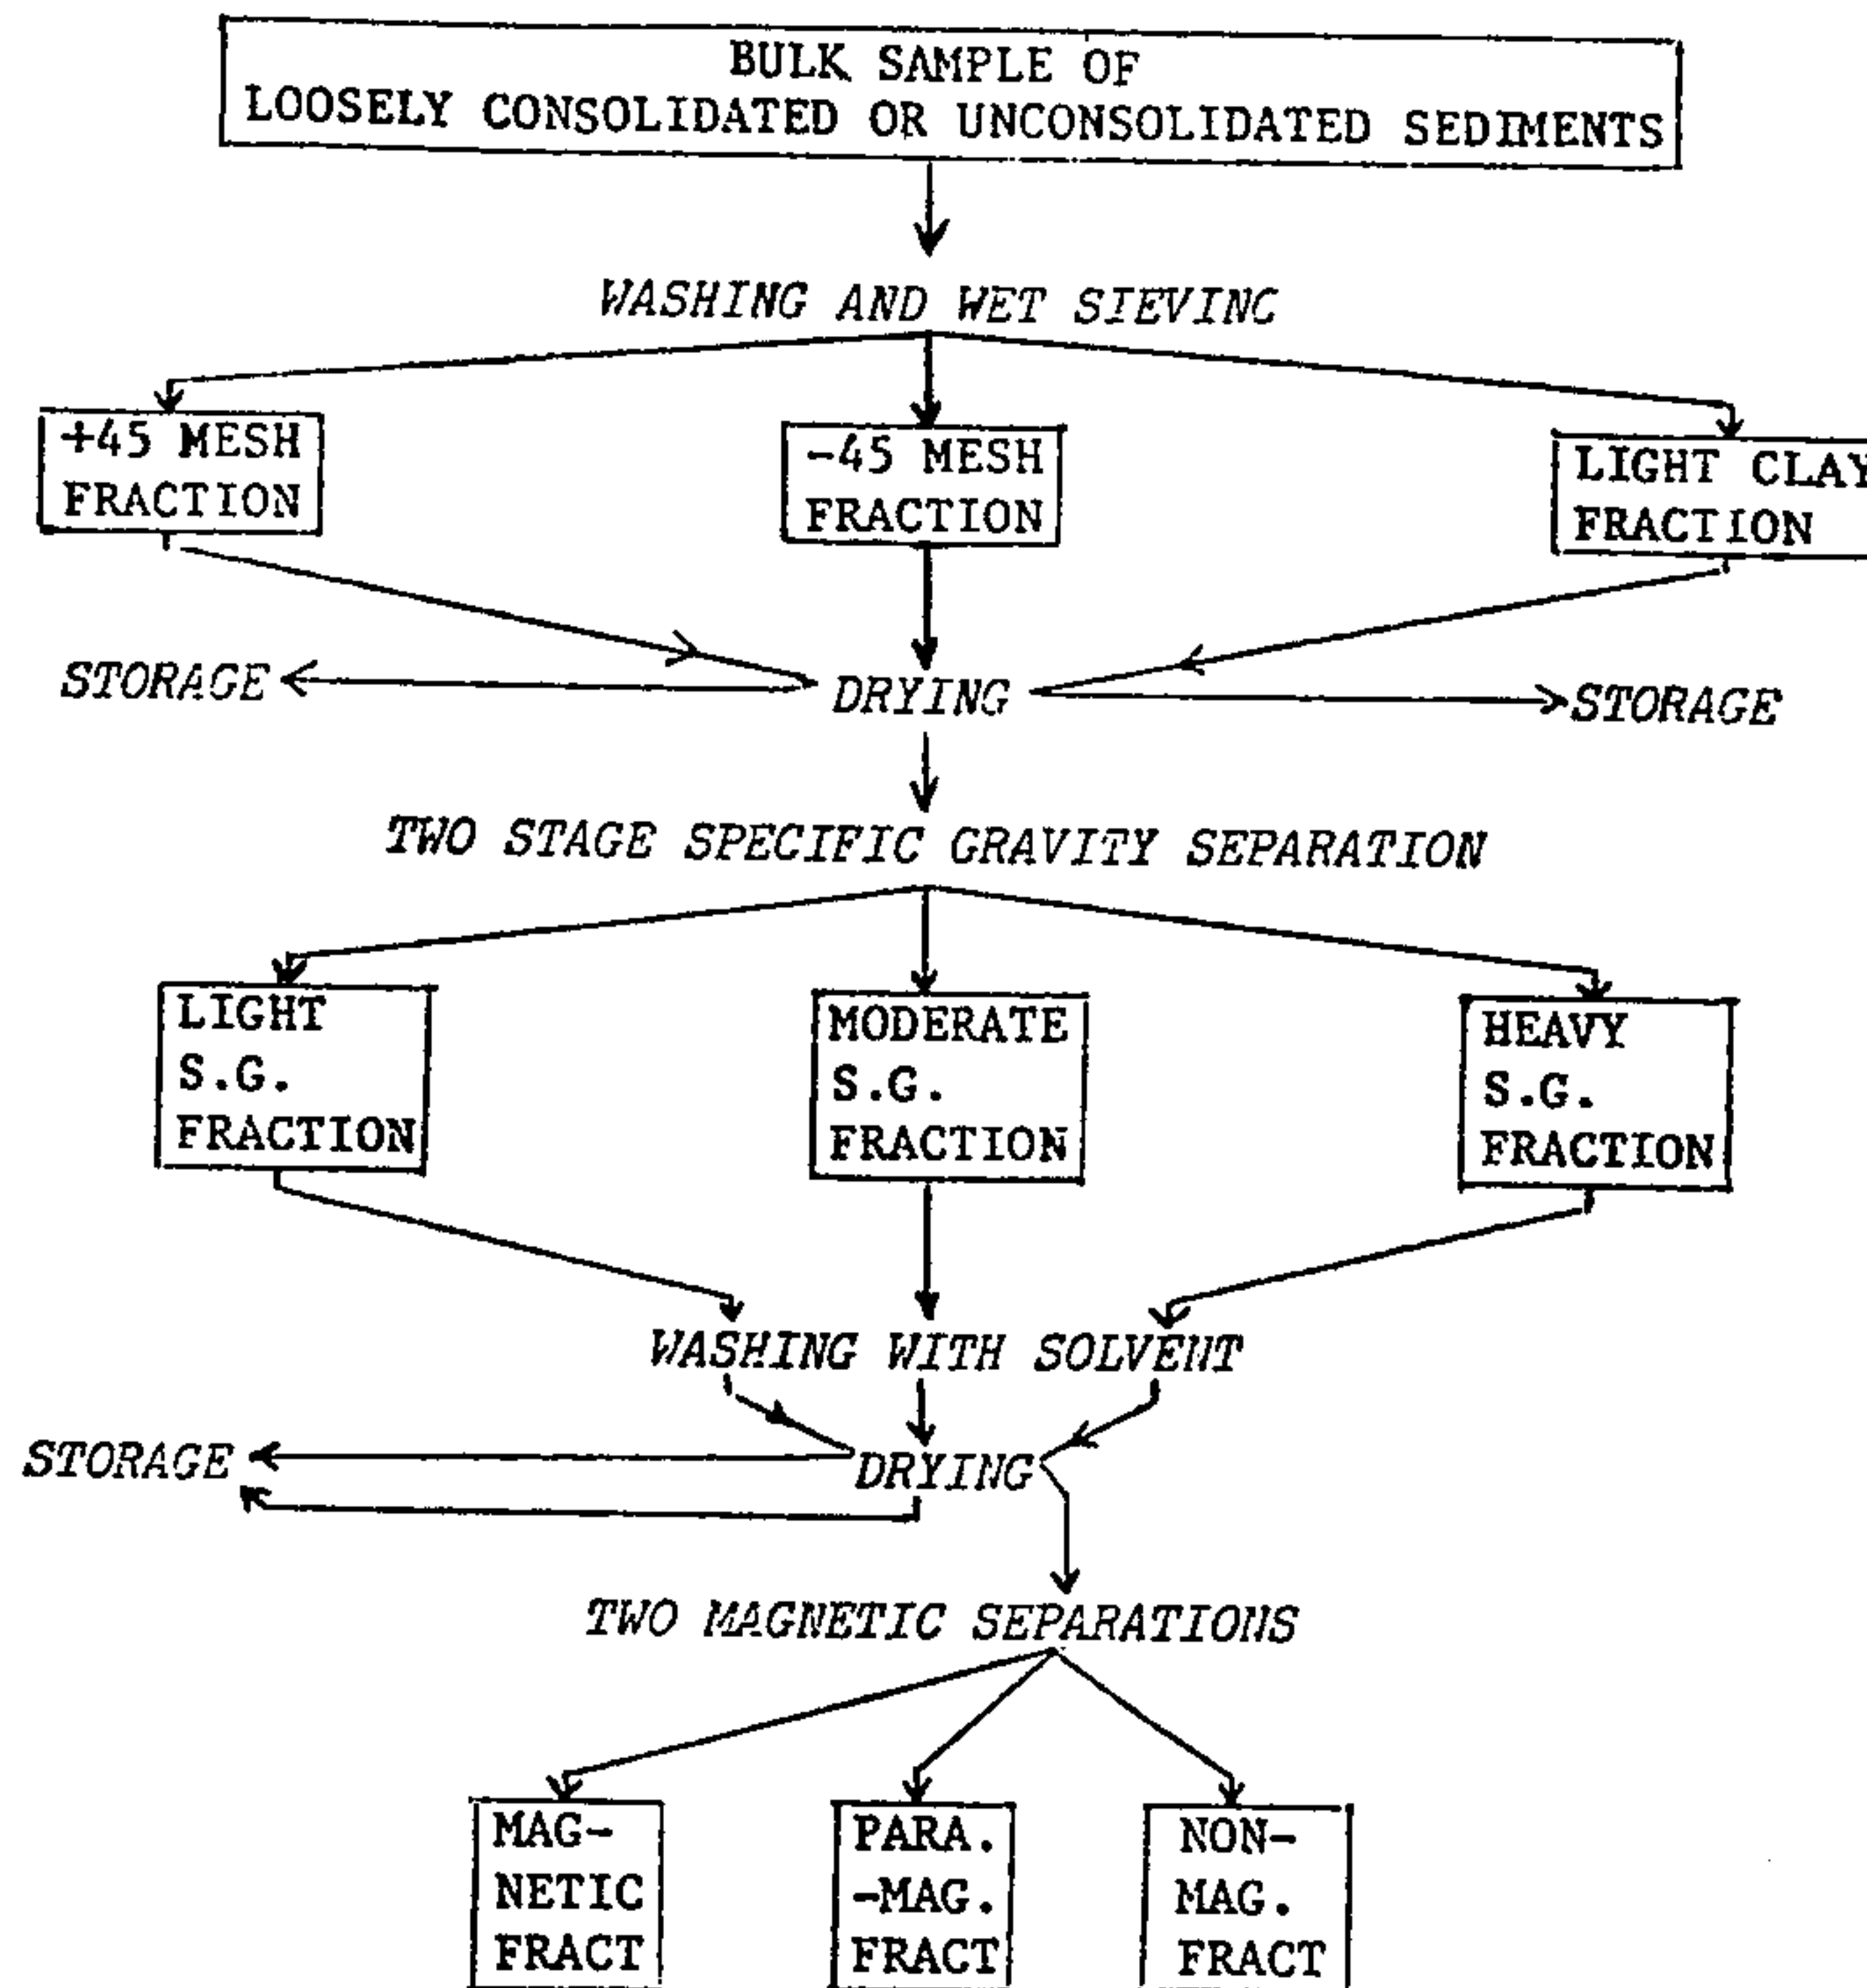 BULK SAMPLE OF
LOOSELY CONSOLIDATED OR UNCONSOLIDATED SEDIMENTS
WASHING AND WET SIEVING
+45 MESH
FRACTION
-45 MESH
FRACTION
LIGHT CLAY
FRACTION
STORAGE
DRYING
STORAGE
TWO STAGE SPECIFIC GRAVITY SEPARATION
LIGHT
S.G.
FRACTION
MODERATE
S.G.
FRACTION
HEAVY
S.G.
FRACTION
WASHING WITH SOLVENT
STORAGE
DRYING
TWO MAGNETIC SEPARATIONS
MAG-
NETIC
FRACT
PARA.
-MAG.
FRACT
NON-
MAG.
FRACT